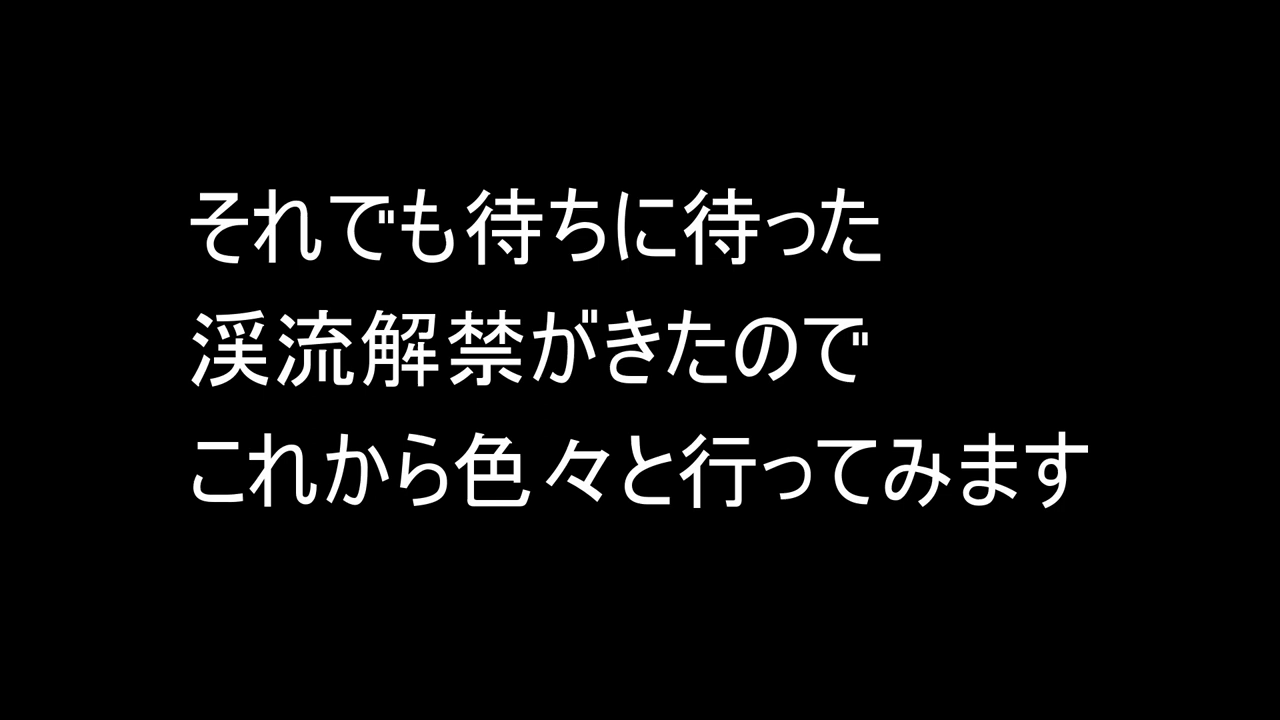 それでも待ちに待った
渓流解禁がきたので
これから色々と行ってみます